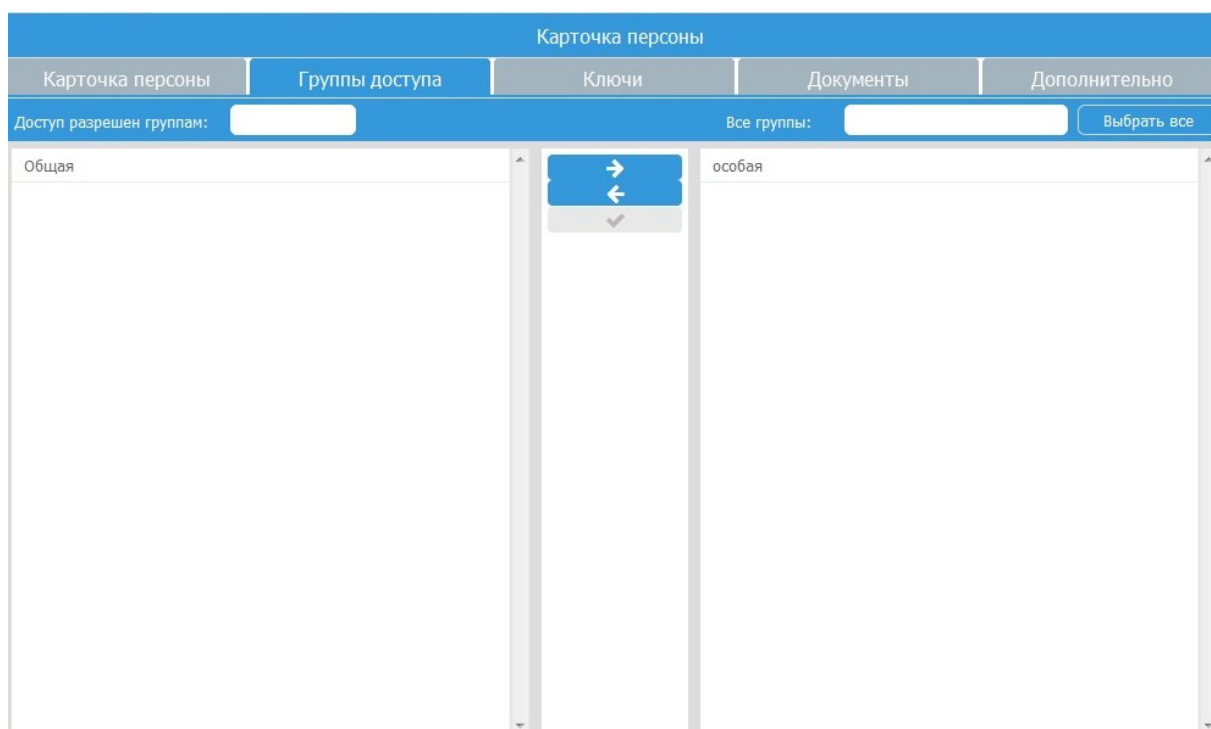 Карточка персоны
Карточка персоны Группы доступа Ключи Документы Дополнительно
Доступ разрешен группам: Все группы: Выбрать все
Общая особая